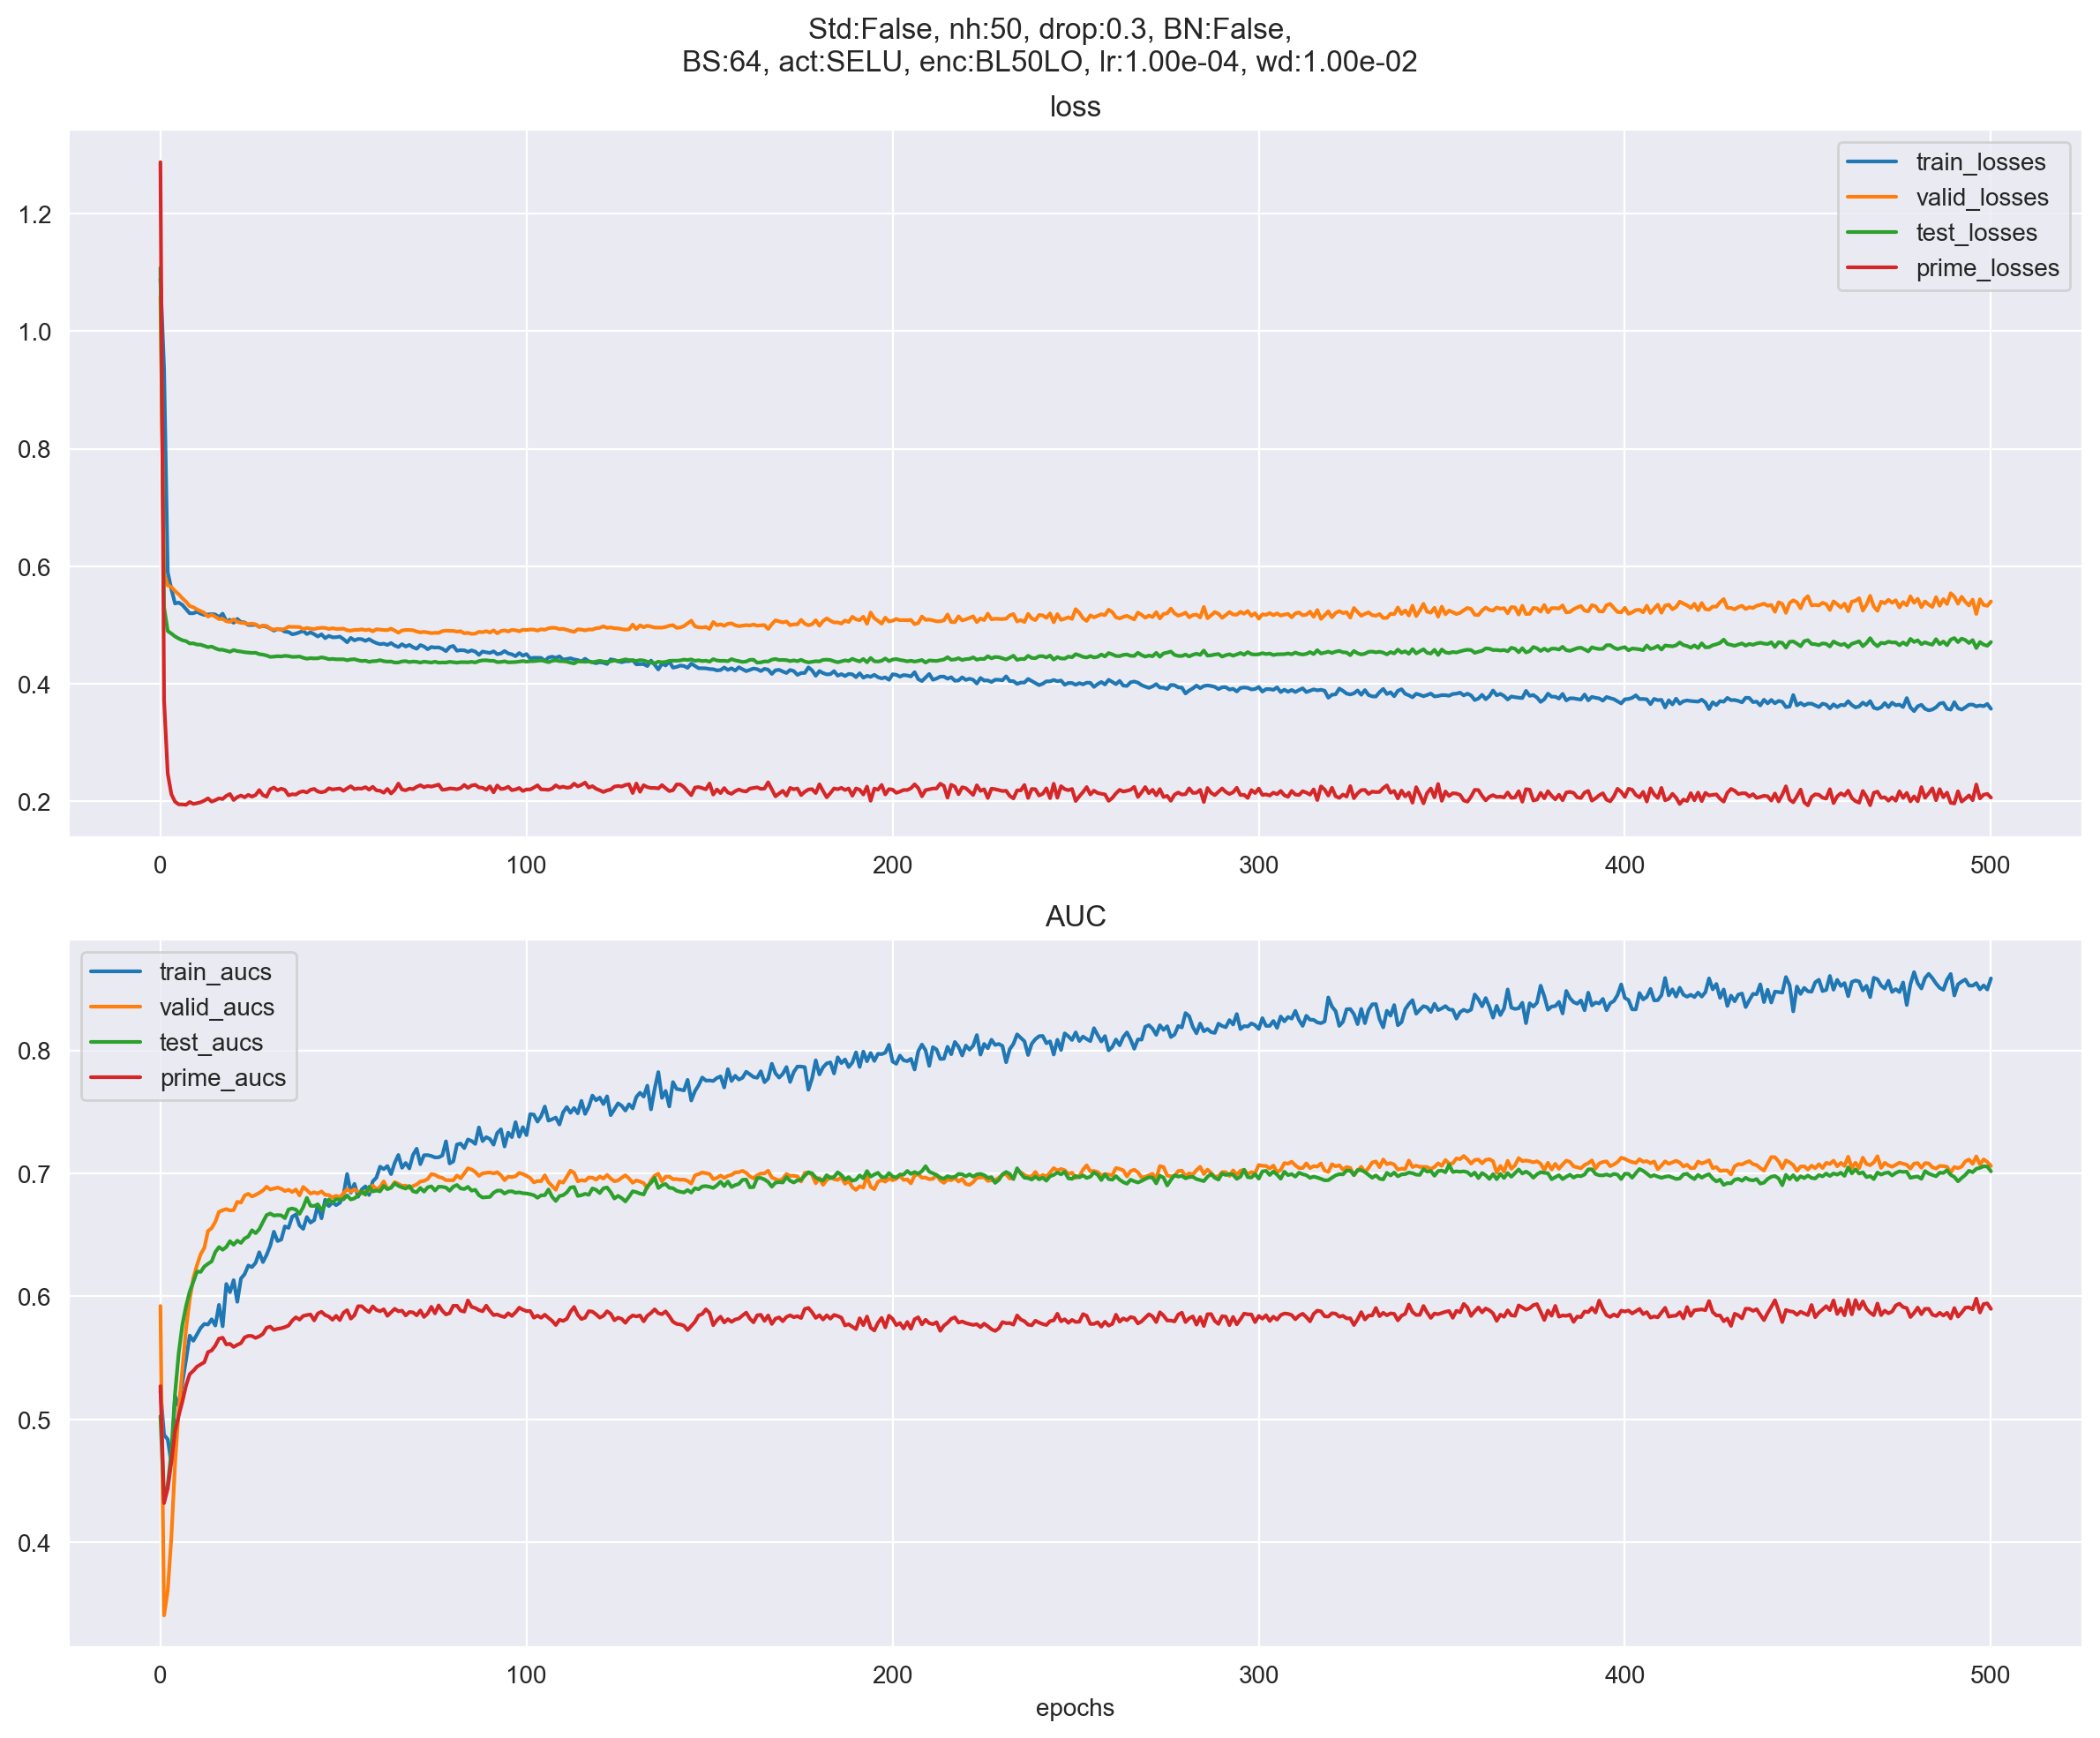 Std:False, nh:50, drop:0.3, BN:False,
BS:64, act:SELU, enc:BL50LO, lr:1.00e-04, wd:1.00e-02
loss
train_losses
valid_losses
test_losses
prime_losses
1.2
1.0
0.8
0.6
0.4
0.2
0 100 200 300 400 500
AUC
train_aucs
valid_aucs
test_aucs
prime_aucs
0.8
0.7
0.6
0.5
0.4
0 100 200 300 400 500
epochs